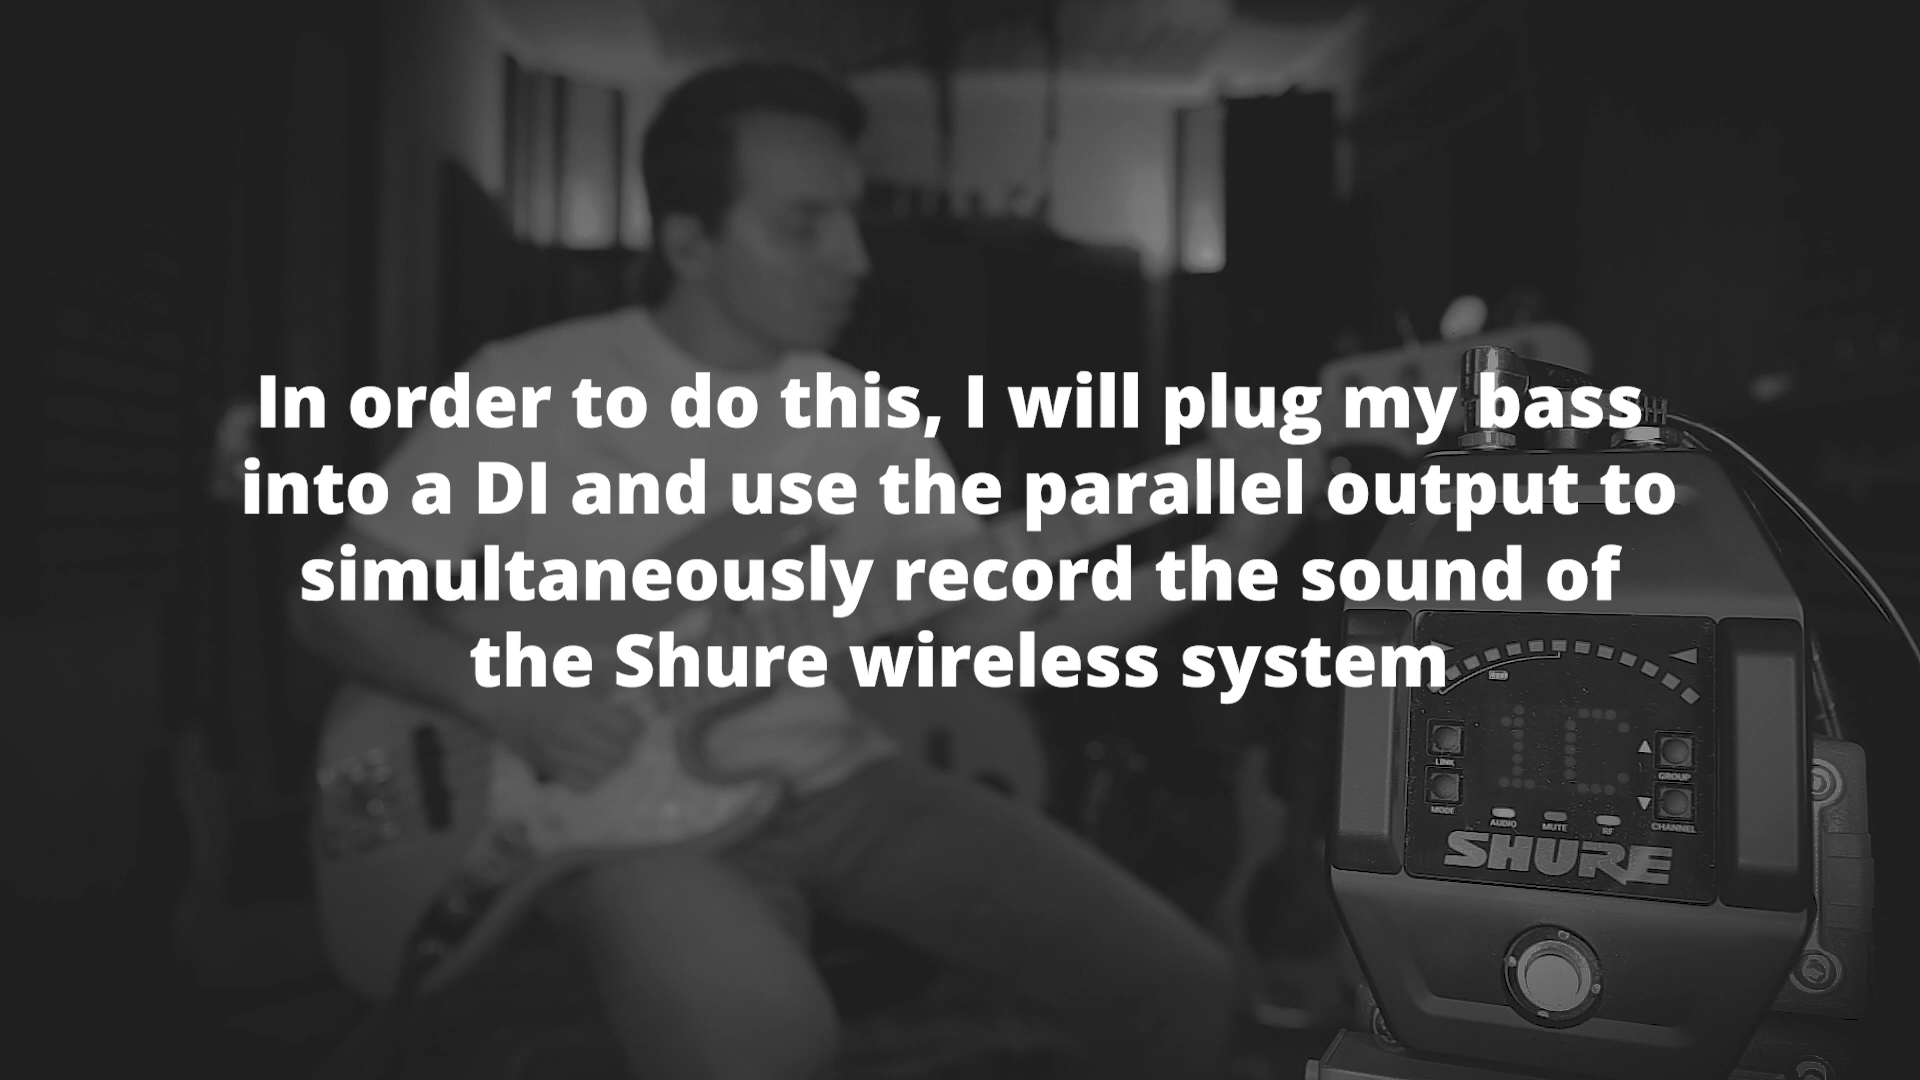 In order to do this, I will plug my bass
into a DI and use the parallel output to
simultaneously record the sound of
the Shure wireless system
LINK
MODE
GROUP
CHANNEL
AUDIO MUTE RF
SHURE